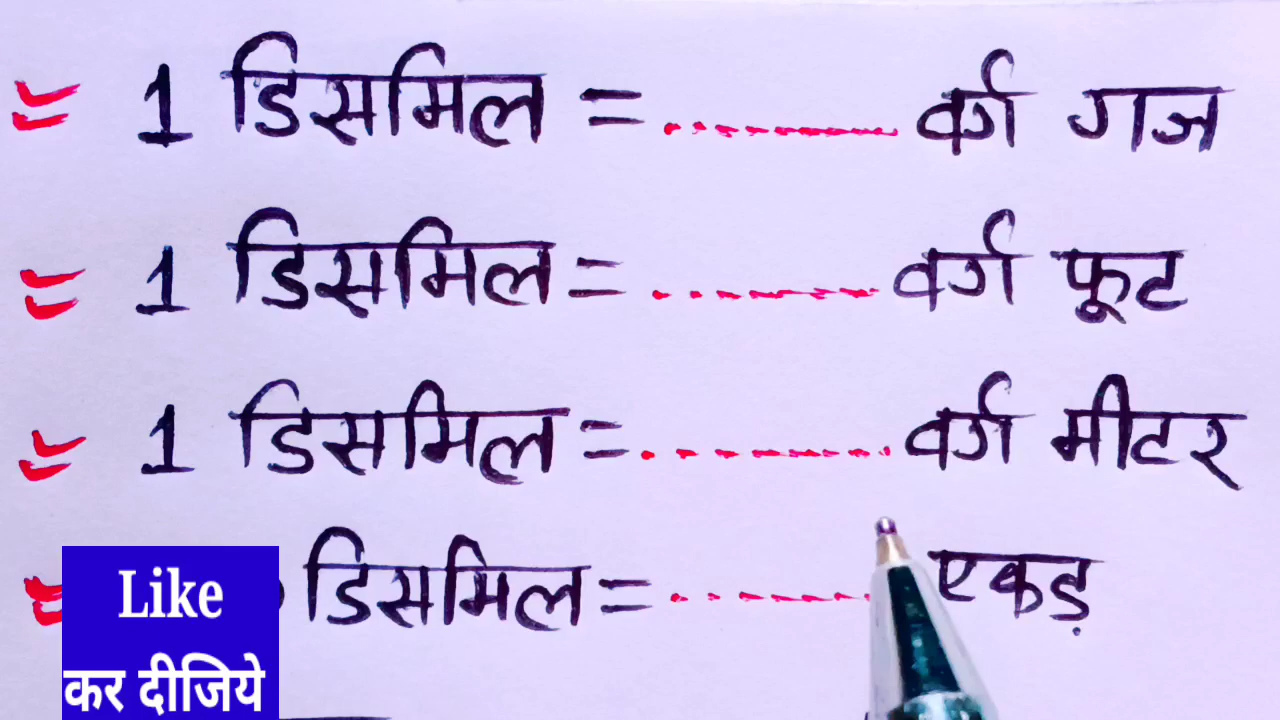 1 डिसमिल = ........... वर्ग गज
1 डिसमिल = ........... वर्ग फूट
1 डिसमिल = ........... वर्ग मीटर
डिसमिल = ........... एकड़
Like
कर दीजिये